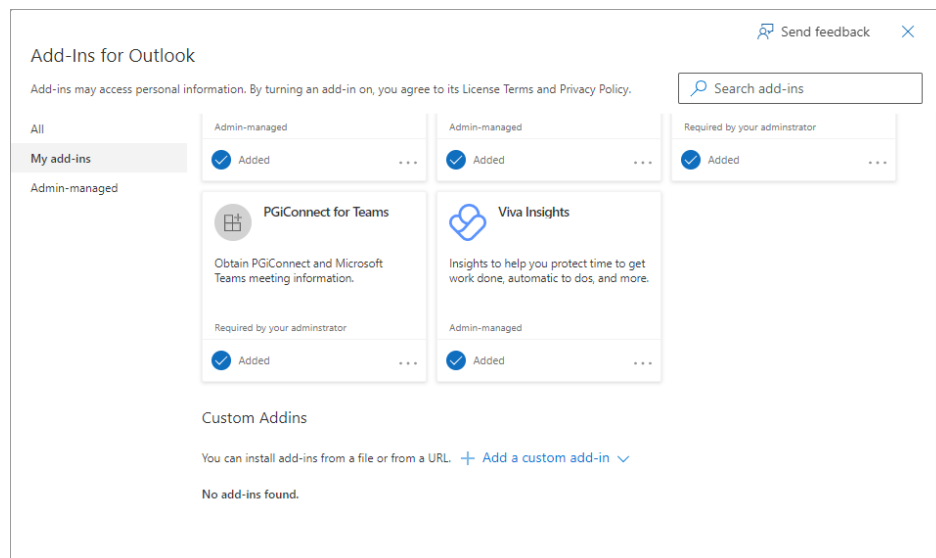 Send feedback
Add-Ins for Outlook
Add-ins may access personal information. By turning an add-in on, you agree to its License Terms and Privacy Policy.
Search add-ins
All
My add-ins
Admin-managed
Admin-managed
Added
...
Admin-managed
Added
...
Required by your adminstrator
Added
...
PGiConnect for Teams
Obtain PGiConnect and Microsoft
Teams meeting information.
Required by your adminstrator
Added
...
Viva Insights
Insights to help you protect time to get
work done, automatic to dos, and more.
Admin-managed
Added
...
Custom Addins
You can install add-ins from a file or from a URL. + Add a custom add-in
No add-ins found.